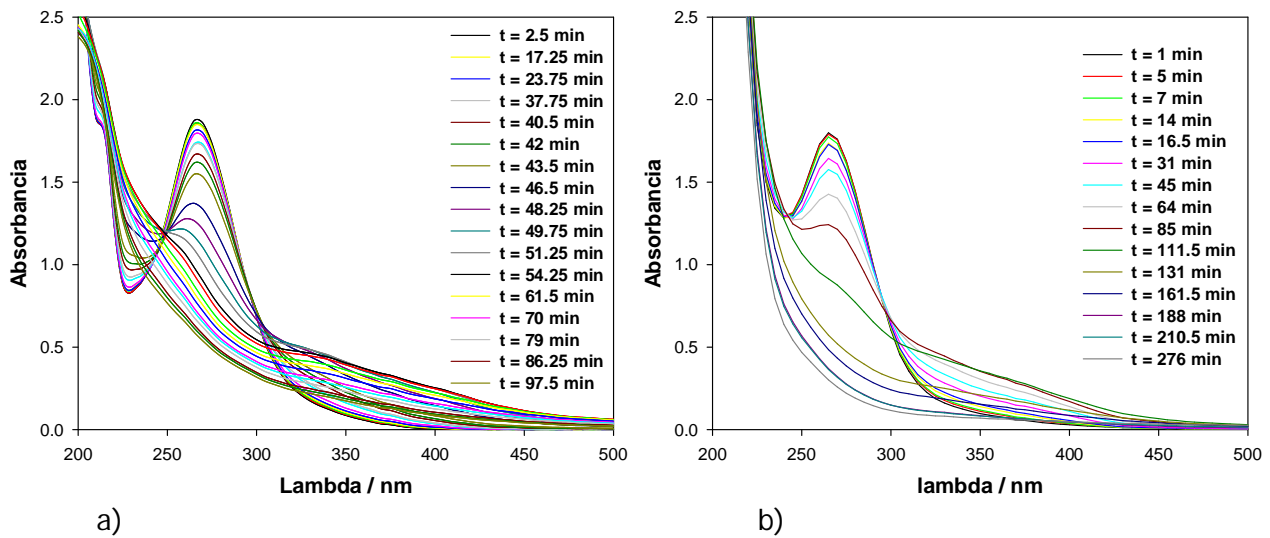 2.5
2.0
1.5
1.0
0.5
0.0
Absorbancia
200 250 300 350 400 450 500
Lambda / nm
t = 2.5 min
t = 17.25 min
t = 23.75 min
t = 37.75 min
t = 40.5 min
t = 42 min
t = 43.5 min
t = 46.5 min
t = 48.25 min
t = 49.75 min
t = 51.25 min
t = 54.25 min
t = 61.5 min
t = 70 min
t = 79 min
t = 86.25 min
t = 97.5 min
a)
2.5
2.0
1.5
1.0
0.5
0.0
Absorbancia
200 250 300 350 400 450 500
lambda / nm
t = 1 min
t = 5 min
t = 7 min
t = 14 min
t = 16.5 min
t = 31 min
t = 45 min
t = 64 min
t = 85 min
t = 111.5 min
t = 131 min
t = 161.5 min
t = 188 min
t = 210.5 min
t = 276 min
b)